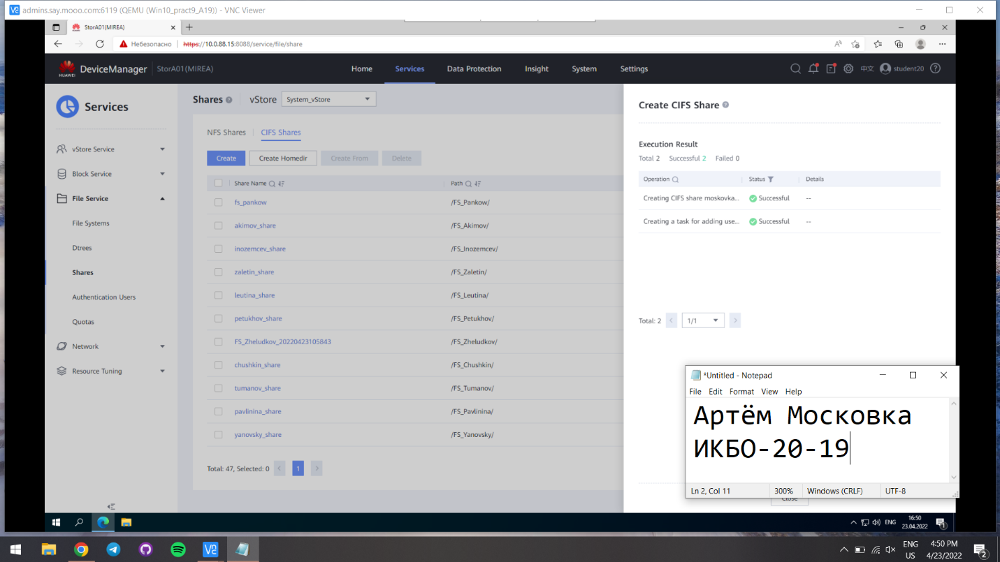 admins.say.mooo.com:6119 (QEMU (Win10_pract9_A19)) - VNC Viewer
StorA01(MIREA)
Небезопасно https://10.0.88.15:8088/service/file/share
HUAWEI DeviceManager StorA01(MIREA) Home Services Data Protection Insight System Settings 中文 student20
Services
vStore Service
Block Service
File Service
File Systems
Dtrees
Shares
Authentication Users
Quotas
Network
Resource Tuning
Shares vStore System_vStore
NFS Shares CIFS Shares
Create Create Homedir Create From Delete
Share Name Path
fs_pankow /FS_Pankow/
akimov_share /FS_Akimov/
inozemcev_share /FS_Inozemcev/
zaletin_share /FS_Zaletin/
leutina_share /FS_Leutina/
petukhov_share /FS_Petukhov/
FS_Zheludkov_20220423105843 /FS_Zheludkov/
chushkin_share /FS_Chushkin/
tumanov_share /FS_Tumanov/
pavlinina_share /FS_Pavlinina/
yanovsky_share /FS_Yanovsky/
Total: 47, Selected: 0 1
Create CIFS Share
Execution Result
Total 2 Successful 2 Failed 0
Operation Status Details
Creating CIFS share moskovka... Successful --
Creating a task for adding use... Successful --
Total: 2 1/1
*Untitled - Notepad
File Edit Format View Help
Артём Московка
ИКБО-20-19
Ln 2, Col 11 300% Windows (CRLF) UTF-8
Close
ENG 16:50
23.04.2022 1
ENG 4:50 PM
US 4/23/2022 2